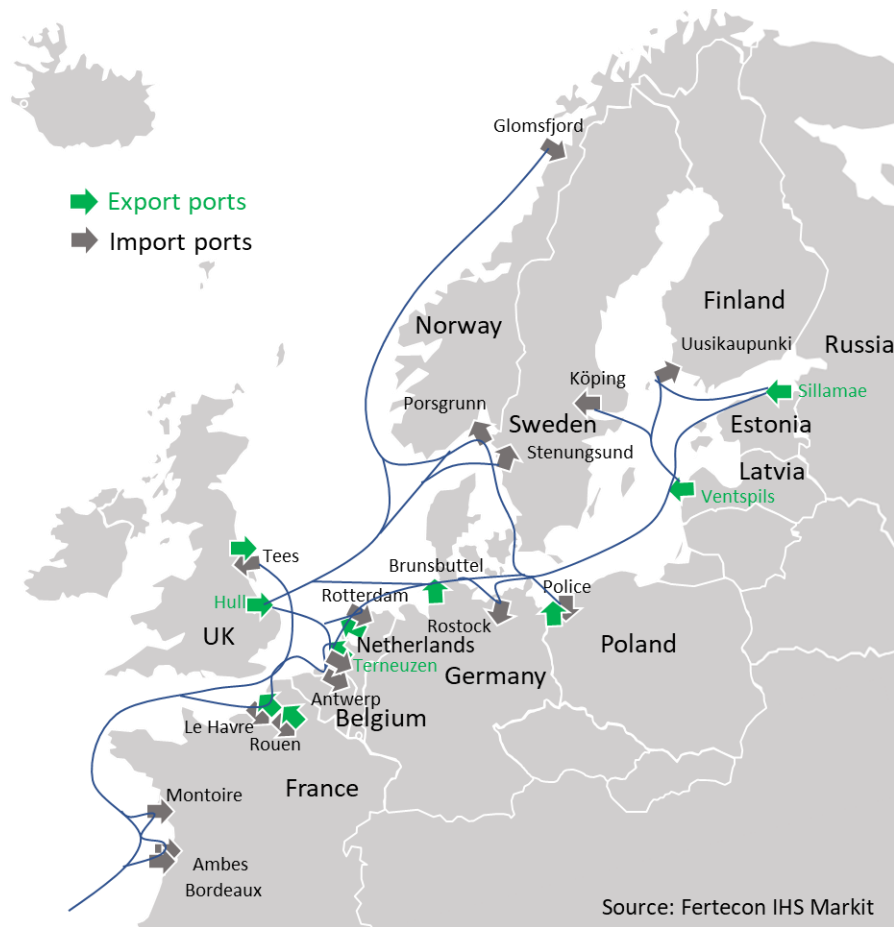 Glomsfjord
Export ports
Import ports
Finland
Norway
Uusikaupunki
Russia
Köping
Sillamae
Porsgrunn
Sweden
Estonia
Stenungsund
Latvia
Ventspils
Tees
Brunsbuttel
Police
Hull
Rotterdam
Rostock
UK
Netherlands
Poland
Terneuzen
Germany
Antwerp
Belgium
Le Havre
Rouen
France
Montoire
Ambes
Bordeaux
Source: Fertecon IHS Markit